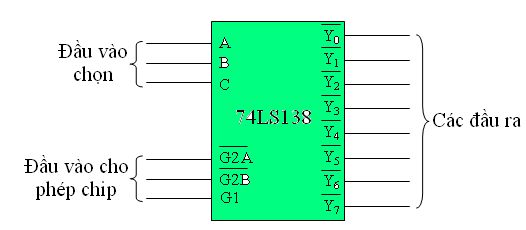 Đầu vào
chọn
A
B
C
74LS138
Đầu vào cho
phép chip
G2A
G2B
G1
Y0
Y1
Y2
Y3
Y4
Y5
Y6
Y7
Các đầu ra